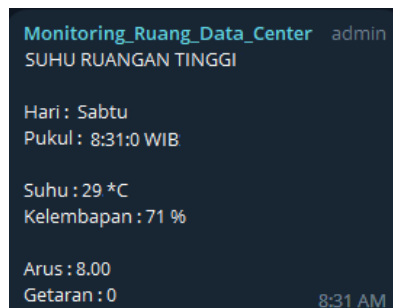 Monitoring_Ruang_Data_Center admin
SUHU RUANGAN TINGGI
Hari : Sabtu
Pukul : 8:31:0 WIB
Suhu : 29 *C
Kelembapan : 71 %
Arus : 8.00
Getaran : 0 8:31 AM